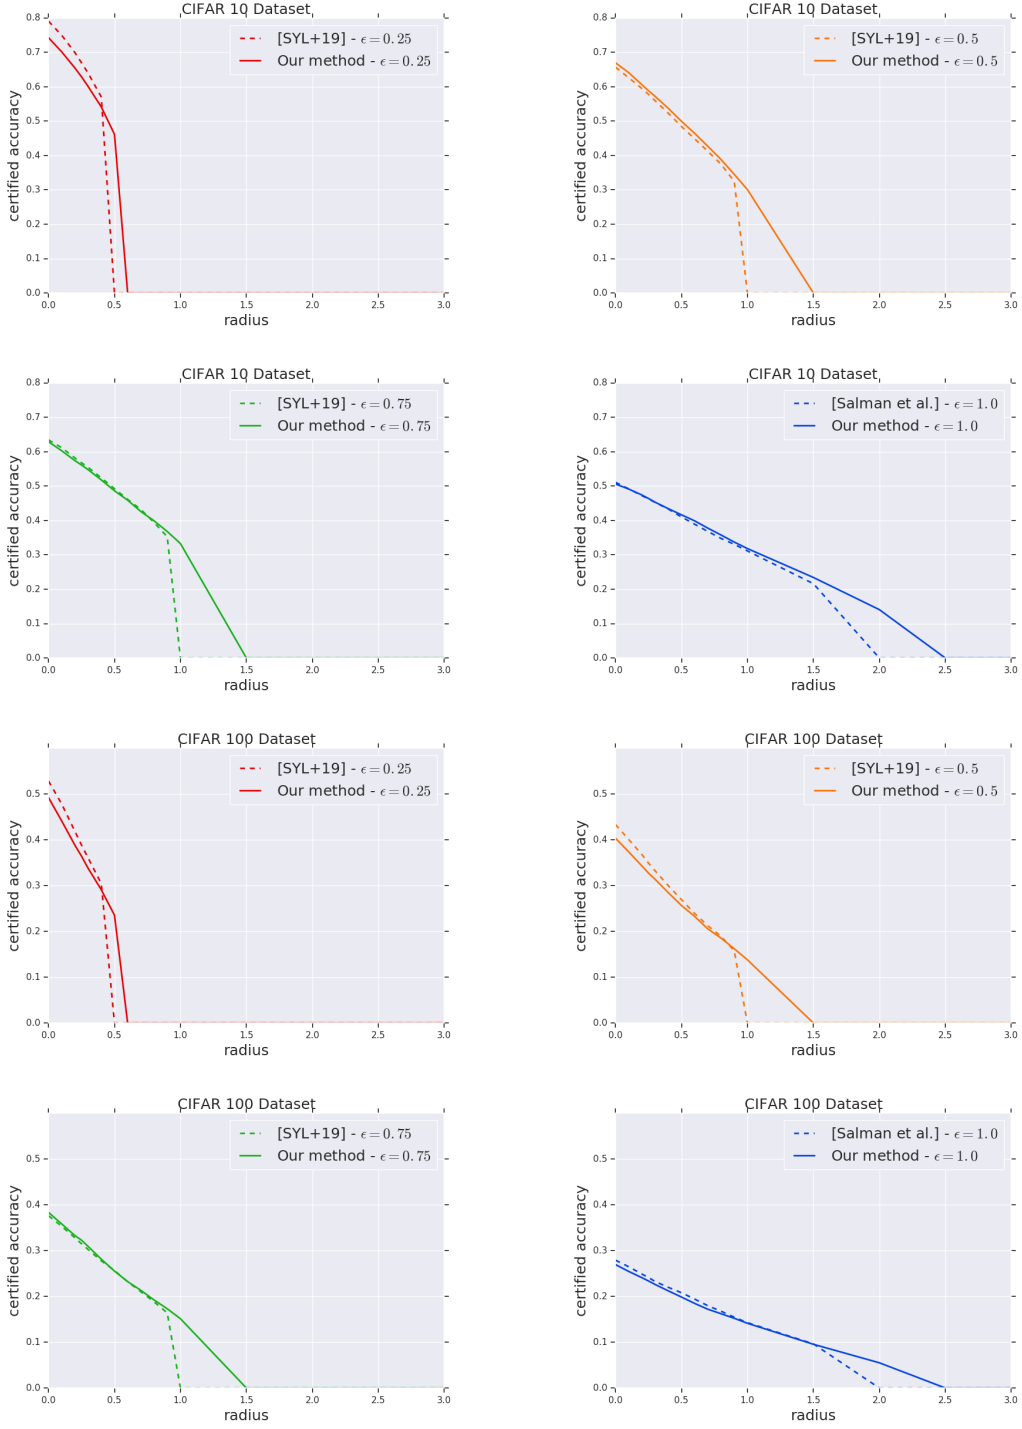 CIFAR 10 Dataset
[SYL+19] - ϵ = 0.25
Our method - ϵ = 0.25
certified accuracy
0.8
0.7
0.6
0.5
0.4
0.3
0.2
0.1
0.0
0.0 0.5 1.0 1.5 2.0 2.5 3.0
radius
CIFAR 10 Dataset
[SYL+19] - ϵ = 0.5
Our method - ϵ = 0.5
certified accuracy
0.8
0.7
0.6
0.5
0.4
0.3
0.2
0.1
0.0
0.0 0.5 1.0 1.5 2.0 2.5 3.0
radius
CIFAR 10 Dataset
[SYL+19] - ϵ = 0.75
Our method - ϵ = 0.75
certified accuracy
0.8
0.7
0.6
0.5
0.4
0.3
0.2
0.1
0.0
0.0 0.5 1.0 1.5 2.0 2.5 3.0
radius
CIFAR 10 Dataset
[Salman et al.] - ϵ = 1.0
Our method - ϵ = 1.0
certified accuracy
0.8
0.7
0.6
0.5
0.4
0.3
0.2
0.1
0.0
0.0 0.5 1.0 1.5 2.0 2.5 3.0
radius
CIFAR 100 Dataset
[SYL+19] - ϵ = 0.25
Our method - ϵ = 0.25
certified accuracy
0.5
0.4
0.3
0.2
0.1
0.0
0.0 0.5 1.0 1.5 2.0 2.5 3.0
radius
CIFAR 100 Dataset
[SYL+19] - ϵ = 0.5
Our method - ϵ = 0.5
certified accuracy
0.5
0.4
0.3
0.2
0.1
0.0
0.0 0.5 1.0 1.5 2.0 2.5 3.0
radius
CIFAR 100 Dataset
[SYL+19] - ϵ = 0.75
Our method - ϵ = 0.75
certified accuracy
0.5
0.4
0.3
0.2
0.1
0.0
0.0 0.5 1.0 1.5 2.0 2.5 3.0
radius
CIFAR 100 Dataset
[Salman et al.] - ϵ = 1.0
Our method - ϵ = 1.0
certified accuracy
0.5
0.4
0.3
0.2
0.1
0.0
0.0 0.5 1.0 1.5 2.0 2.5 3.0
radius